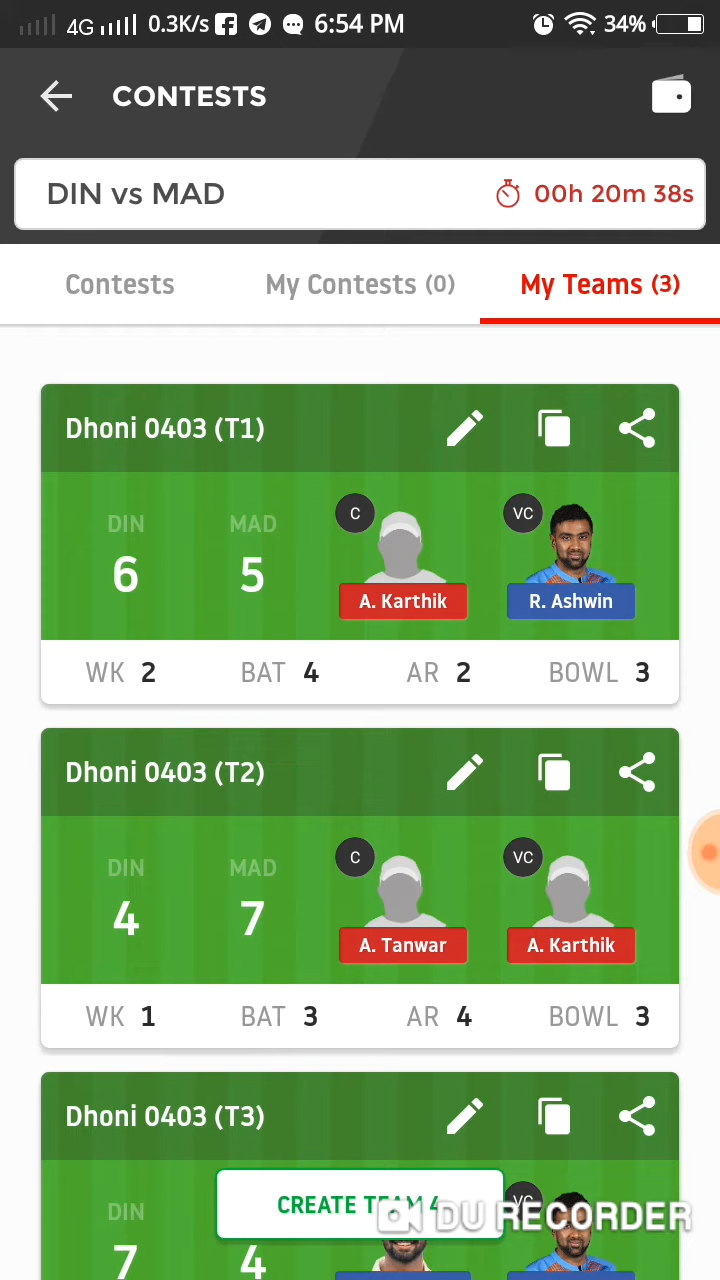 4G 0.3K/s 6:54 PM 34%
CONTESTS
DIN vs MAD 00h 20m 38s
Contests My Contests (0) My Teams (3)
Dhoni 0403 (T1)
DIN MAD C VC
6 5
A. Karthik R. Ashwin
WK 2 BAT 4 AR 2 BOWL 3
Dhoni 0403 (T2)
DIN MAD C VC
4 7
A. Tanwar A. Karthik
WK 1 BAT 3 AR 4 BOWL 3
Dhoni 0403 (T3)
DIN CREATE TEAM 4 VC
DU RECORDER
7 4